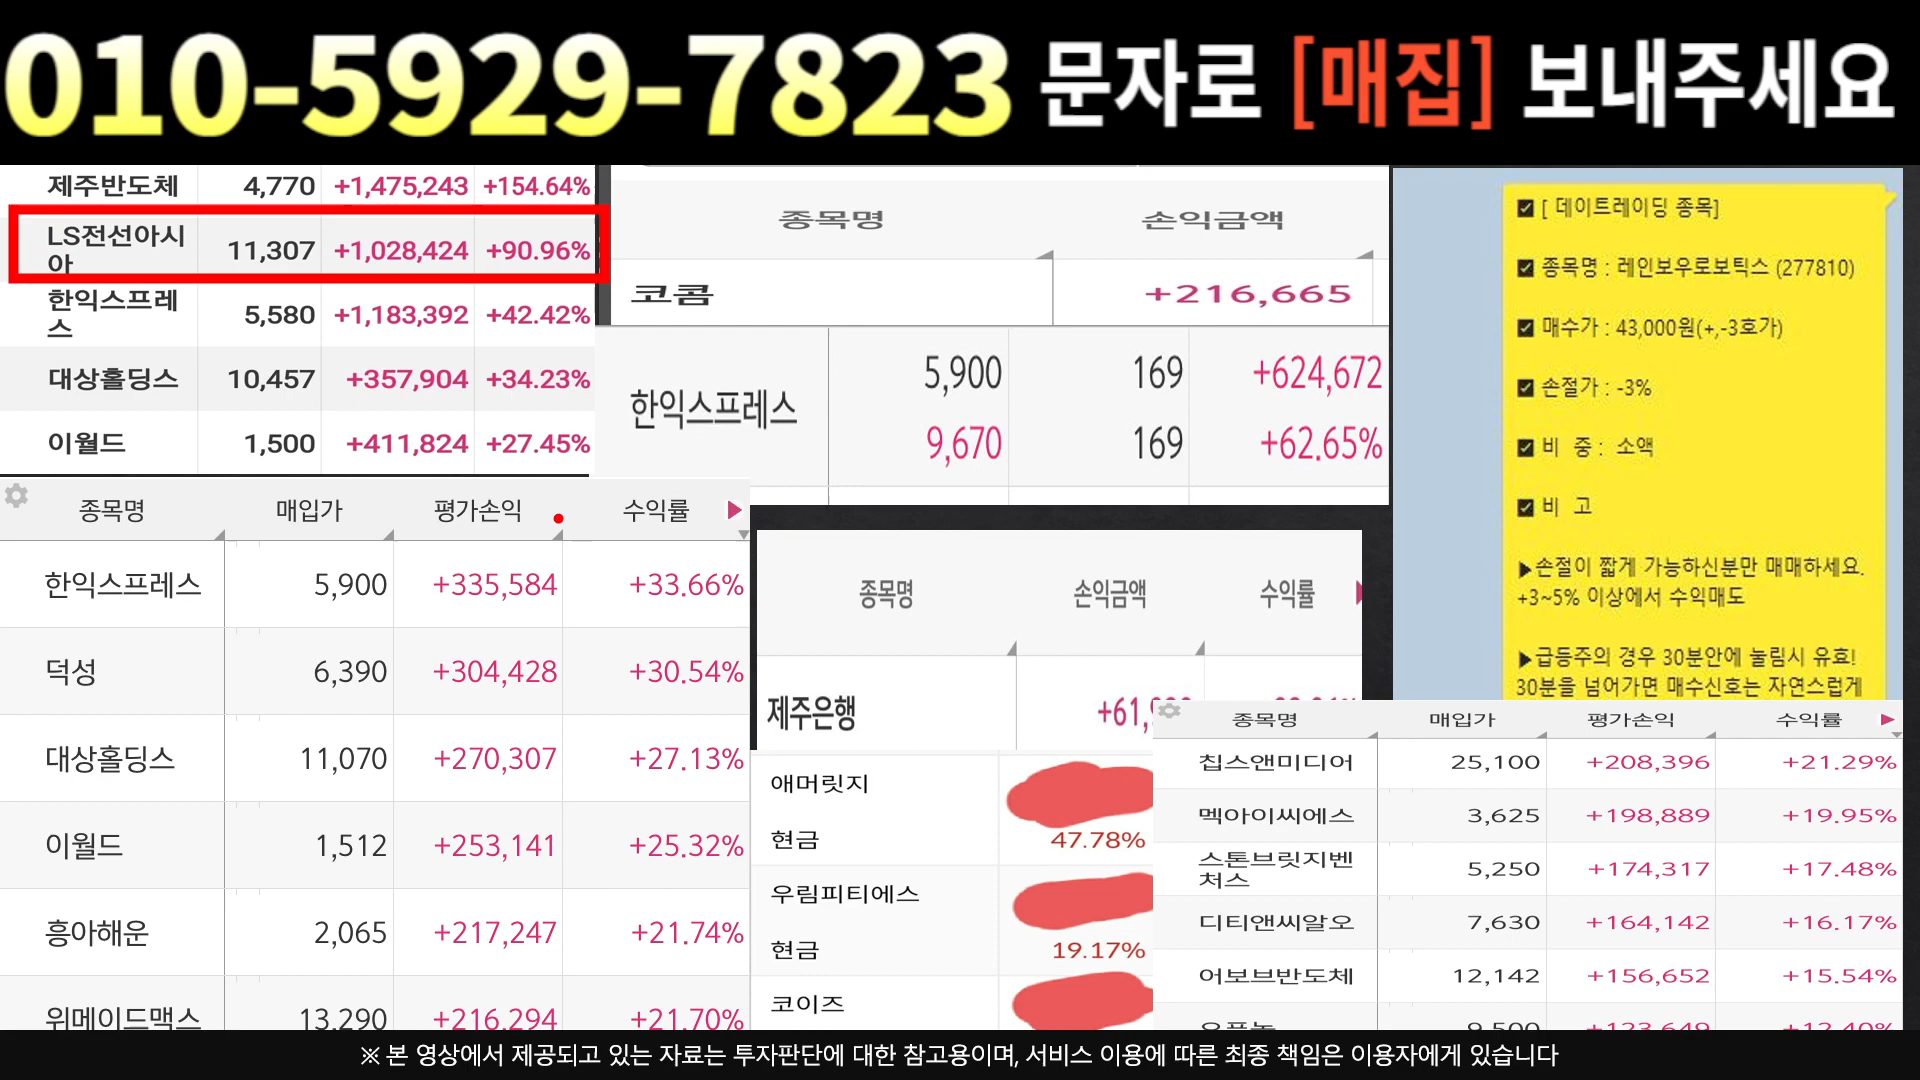 010-5929-7823 문자로 [매집] 보내주세요
제주반도체 4,770 +1,475,243 +154.64%
LS전선아시아 11,307 +1,028,424 +90.96%
한익스프레스 5,580 +1,183,392 +42.42%
대상홀딩스 10,457 +357,904 +34.23%
이월드 1,500 +411,824 +27.45%
종목명 손익금액
코콤 +216,665
한익스프레스 5,900 169 +624,672
9,670 169 +62.65%
☑ [ 데이트레이딩 종목]
☑ 종목명 : 레인보우로보틱스 (277810)
☑ 매수가 : 43,000원(+,-3호가)
☑ 손절가 : -3%
☑ 비 중 : 소액
☑ 비 고
▶손절이 짧게 가능하신분만 매매하세요.
+3~5% 이상에서 수익매도
▶급등주의 경우 30분안에 눌림시 유효!
30분을 넘어가면 매수신호는 자연스럽게
종목명 매입가 평가손익 수익률
한익스프레스 5,900 +335,584 +33.66%
덕성 6,390 +304,428 +30.54%
대상홀딩스 11,070 +270,307 +27.13%
이월드 1,512 +253,141 +25.32%
흥아해운 2,065 +217,247 +21.74%
위메이드맥스 13,290 +216,294 +21.70%
종목명 손익금액 수익률
제주은행 +61,
애머릿지
현금 47.78%
우림피티에스
현금 19.17%
코이즈
종목명 매입가 평가손익 수익률
칩스앤미디어 25,100 +208,396 +21.29%
멕아이씨에스 3,625 +198,889 +19.95%
스톤브릿지벤처스 5,250 +174,317 +17.48%
디티앤씨알오 7,630 +164,142 +16.17%
어보브반도체 12,142 +156,652 +15.54%
※ 본 영상에서 제공되고 있는 자료는 투자판단에 대한 참고용이며, 서비스 이용에 따른 최종 책임은 이용자에게 있습니다